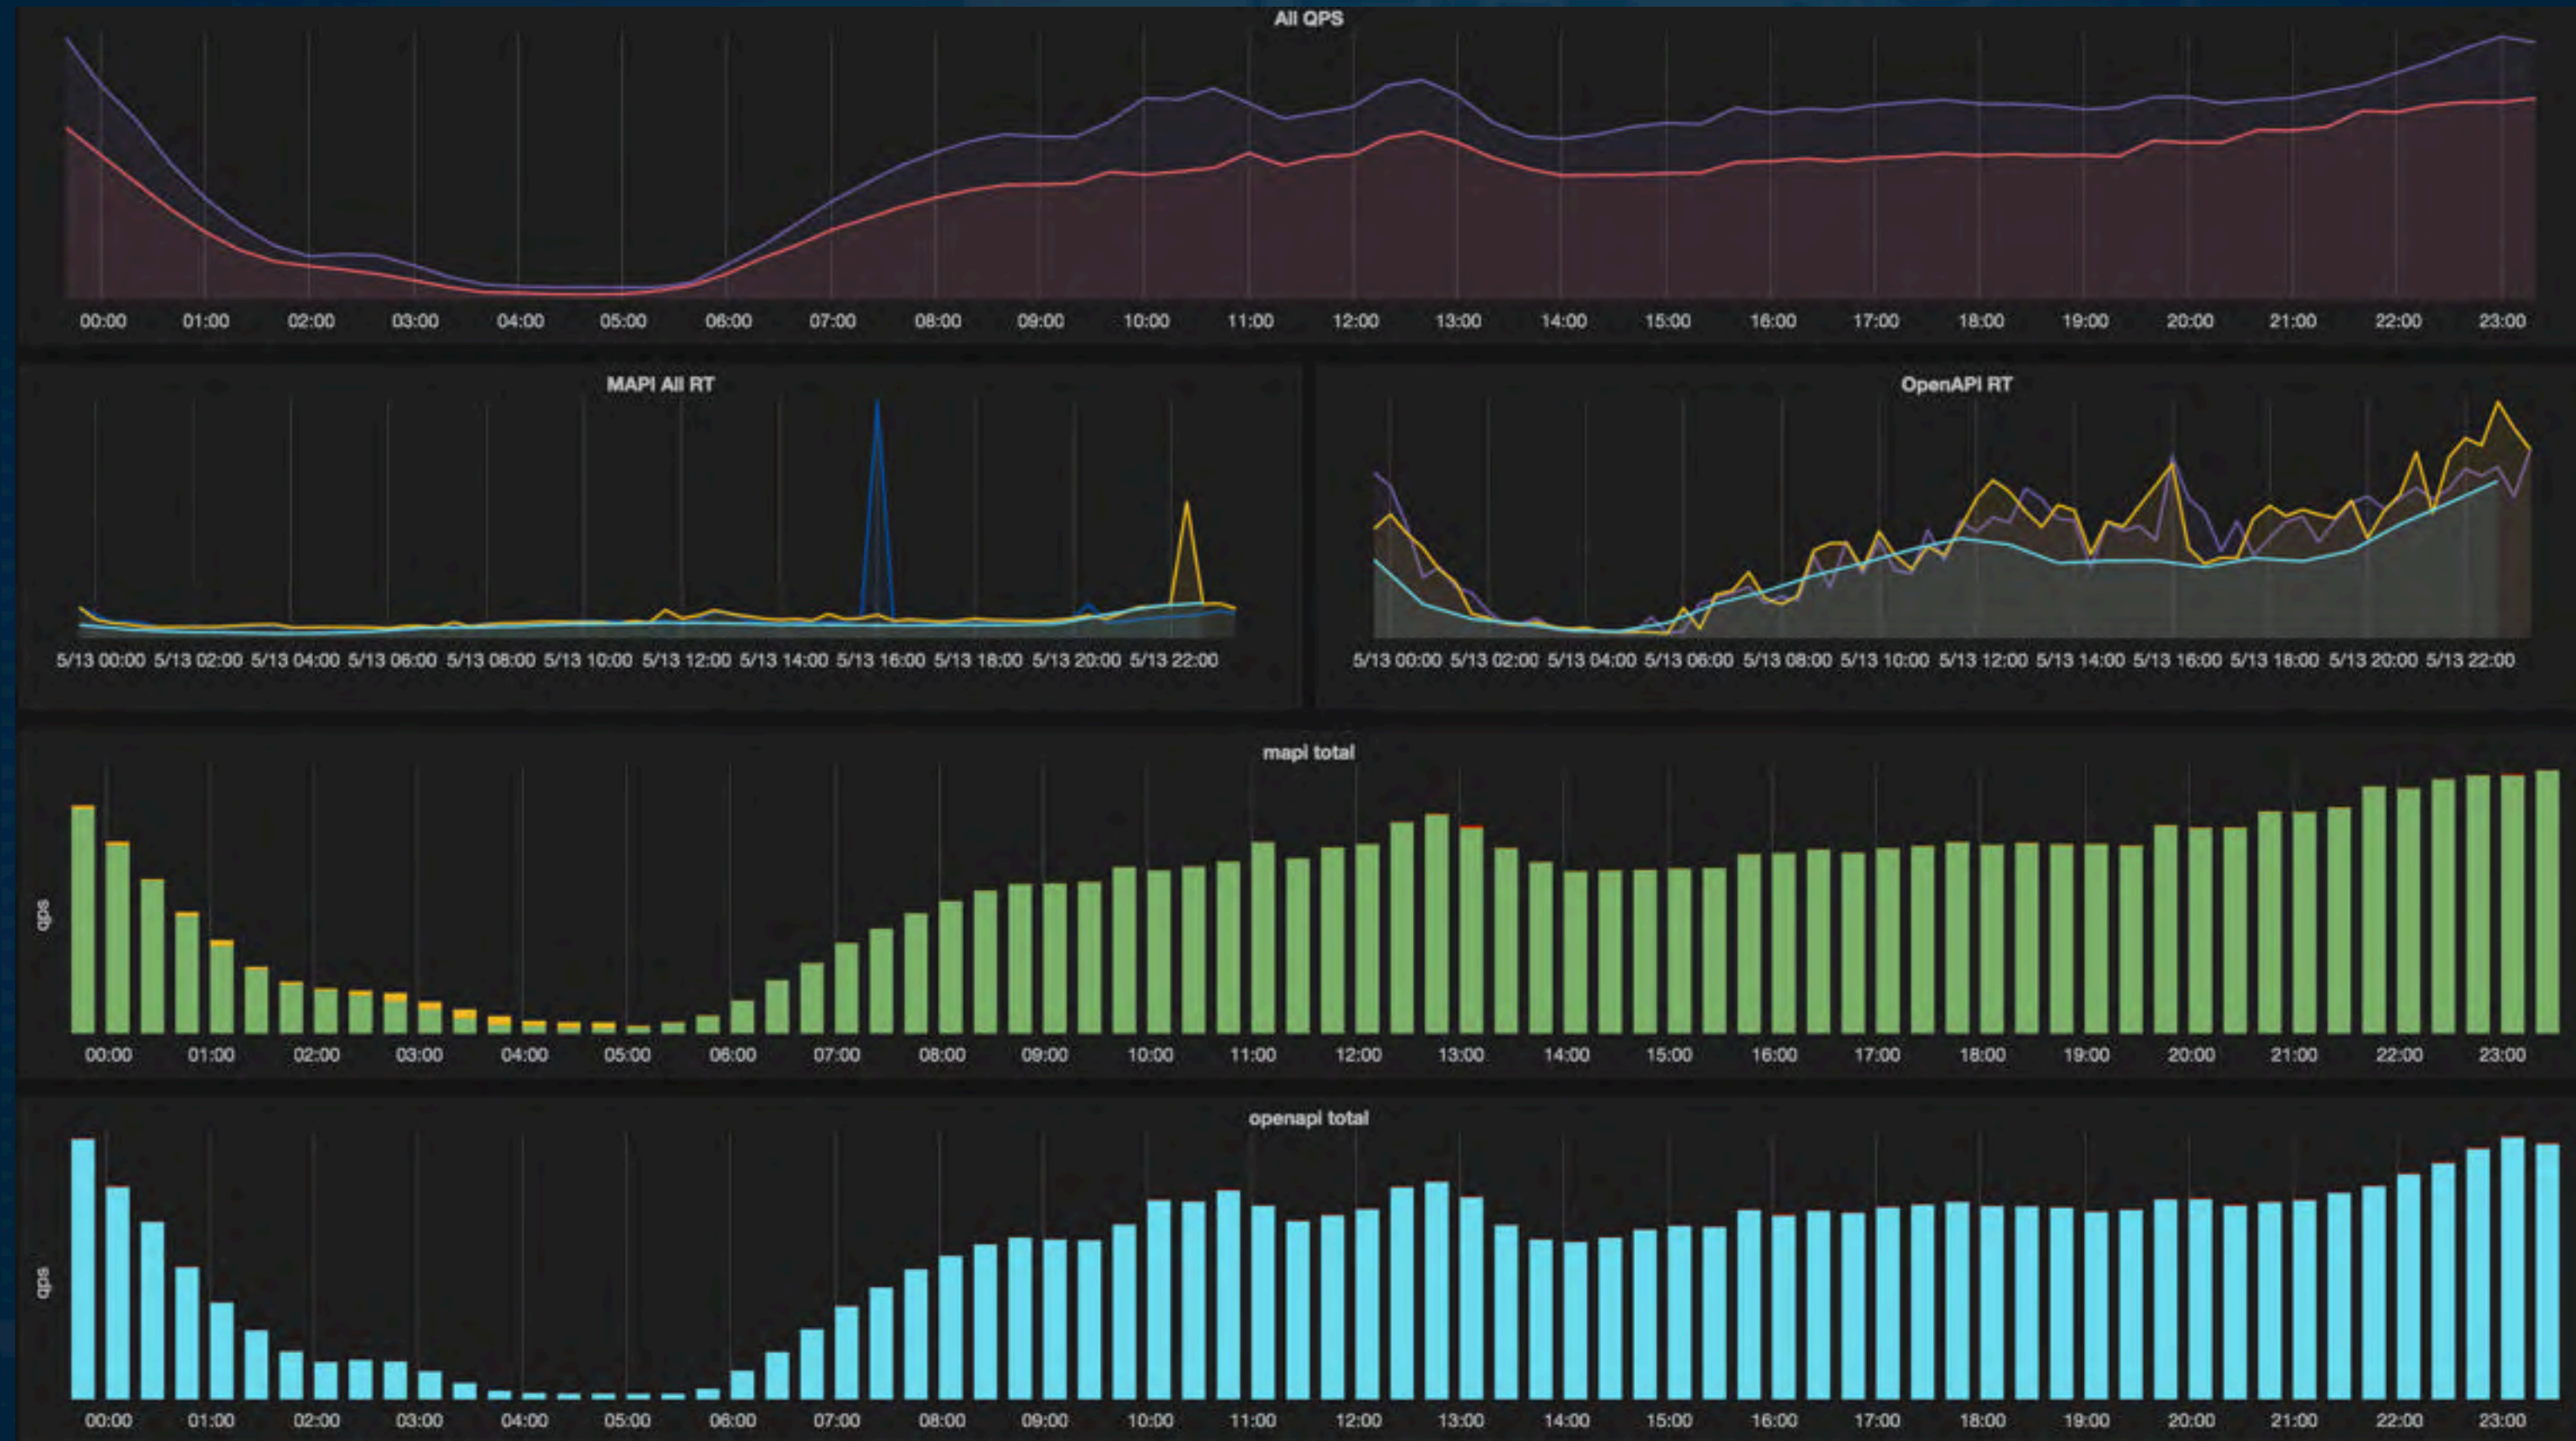 All QPS
00:00 01:00 02:00 03:00 04:00 05:00 06:00 07:00 08:00 09:00 10:00 11:00 12:00 13:00 14:00 15:00 16:00 17:00 18:00 19:00 20:00 21:00 22:00 23:00
MAPI All RT
5/13 00:00 5/13 02:00 5/13 04:00 5/13 06:00 5/13 08:00 5/13 10:00 5/13 12:00 5/13 14:00 5/13 16:00 5/13 18:00 5/13 20:00 5/13 22:00
OpenAPI RT
5/13 00:00 5/13 02:00 5/13 04:00 5/13 06:00 5/13 08:00 5/13 10:00 5/13 12:00 5/13 14:00 5/13 16:00 5/13 18:00 5/13 20:00 5/13 22:00
mapi total
qps
00:00 01:00 02:00 03:00 04:00 05:00 06:00 07:00 08:00 09:00 10:00 11:00 12:00 13:00 14:00 15:00 16:00 17:00 18:00 19:00 20:00 21:00 22:00 23:00
openapi total
qps
00:00 01:00 02:00 03:00 04:00 05:00 06:00 07:00 08:00 09:00 10:00 11:00 12:00 13:00 14:00 15:00 16:00 17:00 18:00 19:00 20:00 21:00 22:00 23:00